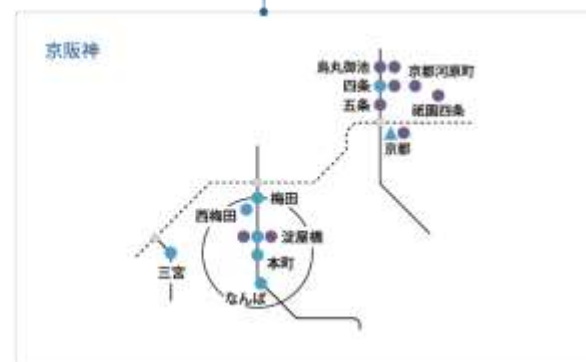 京阪神
烏丸御池
京都河原町
四条
祇園四条
五条
京都
梅田
西梅田
淀屋橋
本町
三宮
なんば